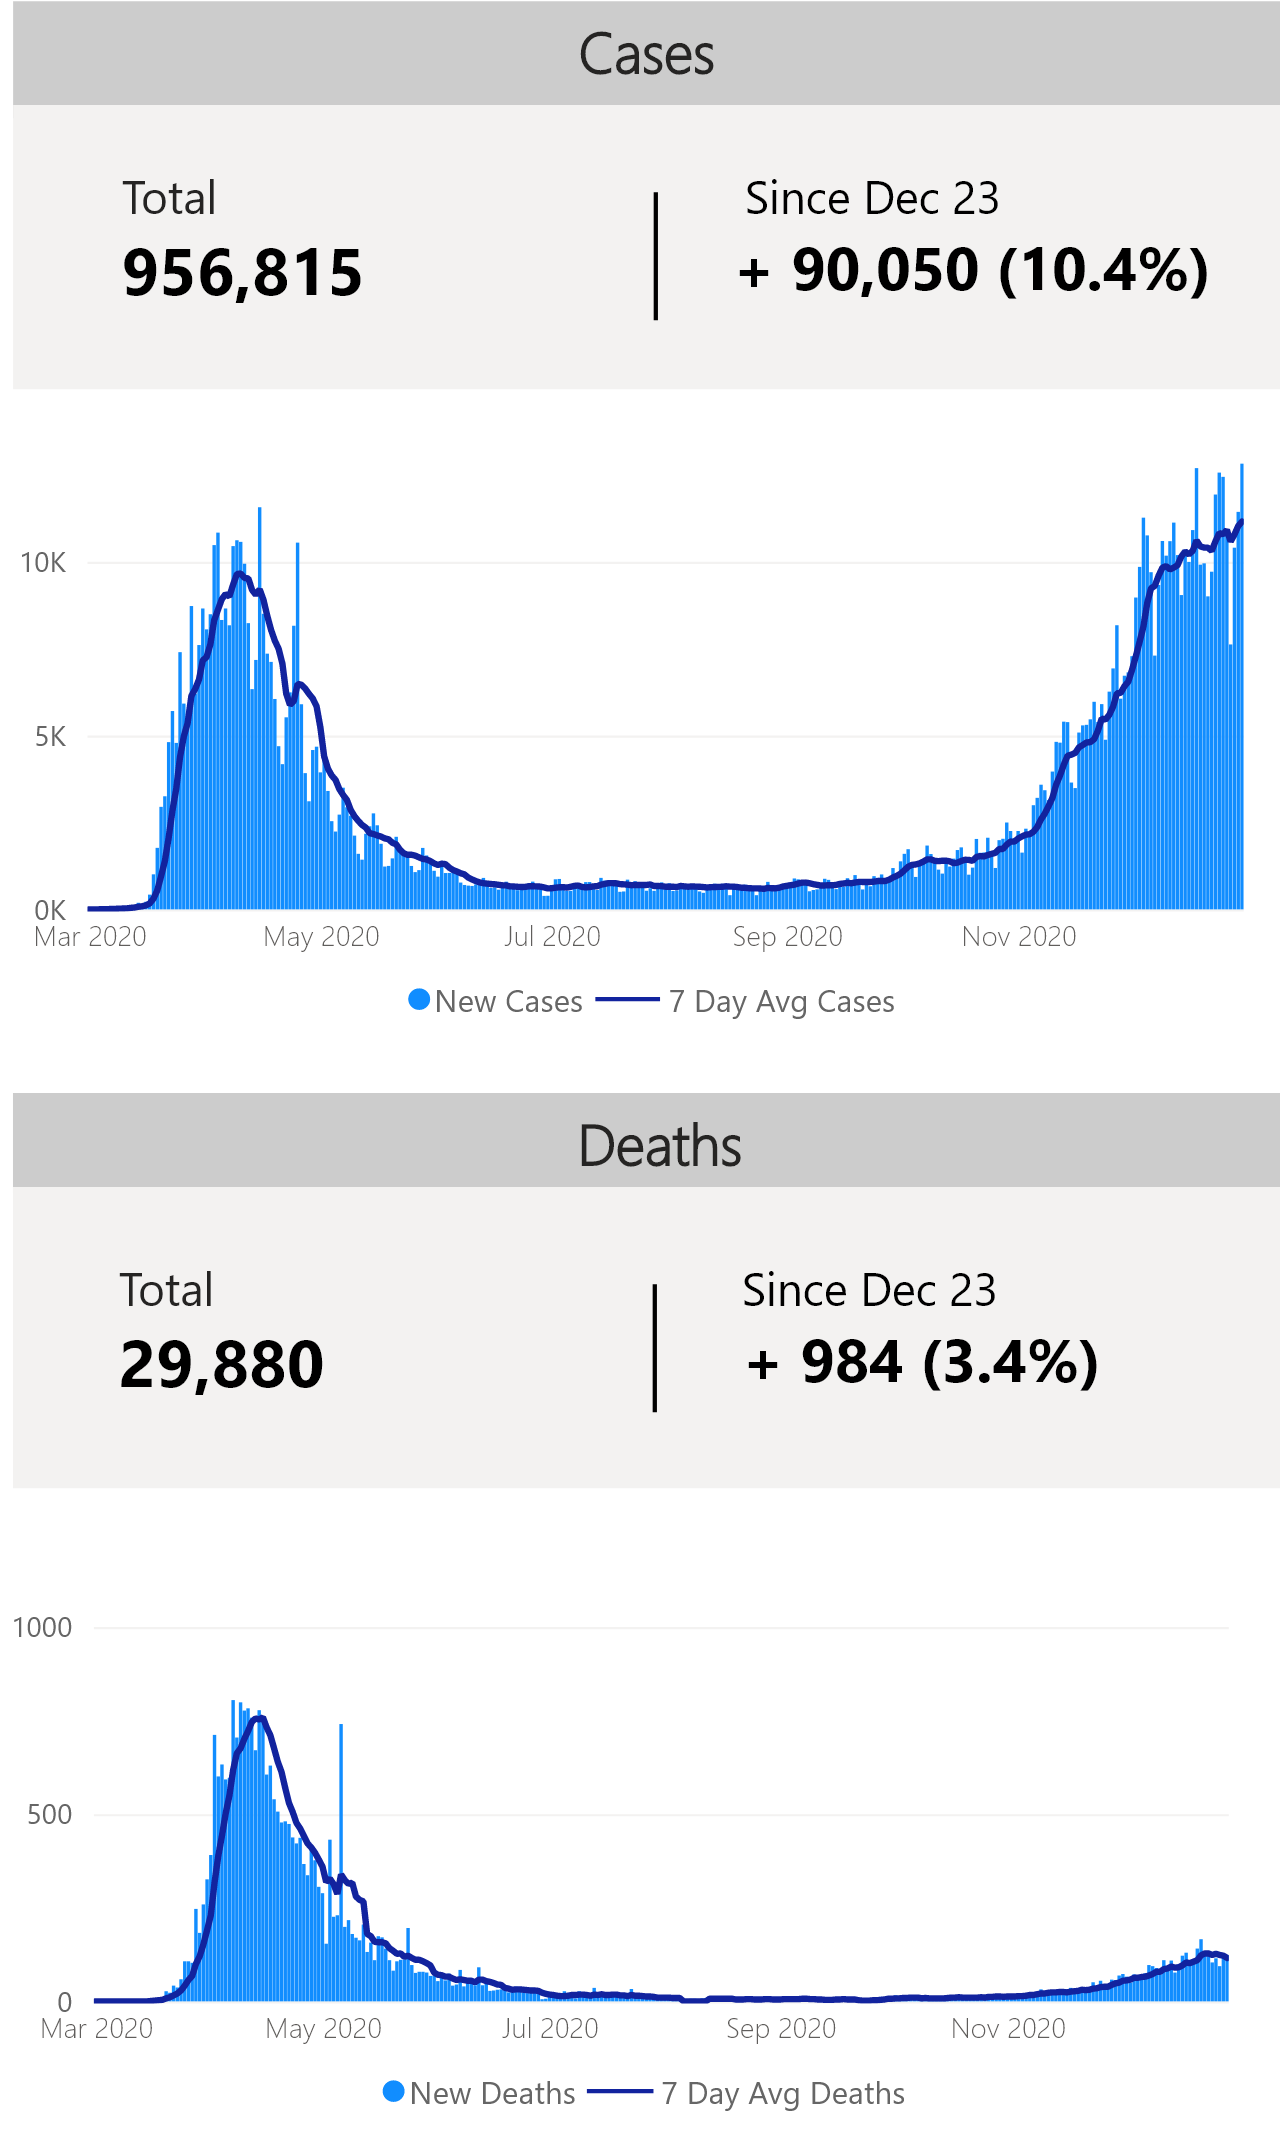 Cases
Total
Since Dec 23
956,815
+ 90,050 (10.4%)
10K
5K
0K
Mar 2020 May 2020 Jul 2020 Sep 2020 Nov 2020
New Cases 7 Day Avg Cases
Deaths
Total
Since Dec 23
29,880
+ 984 (3.4%)
1000
500
0
Mar 2020 May 2020 Jul 2020 Sep 2020 Nov 2020
New Deaths 7 Day Avg Deaths